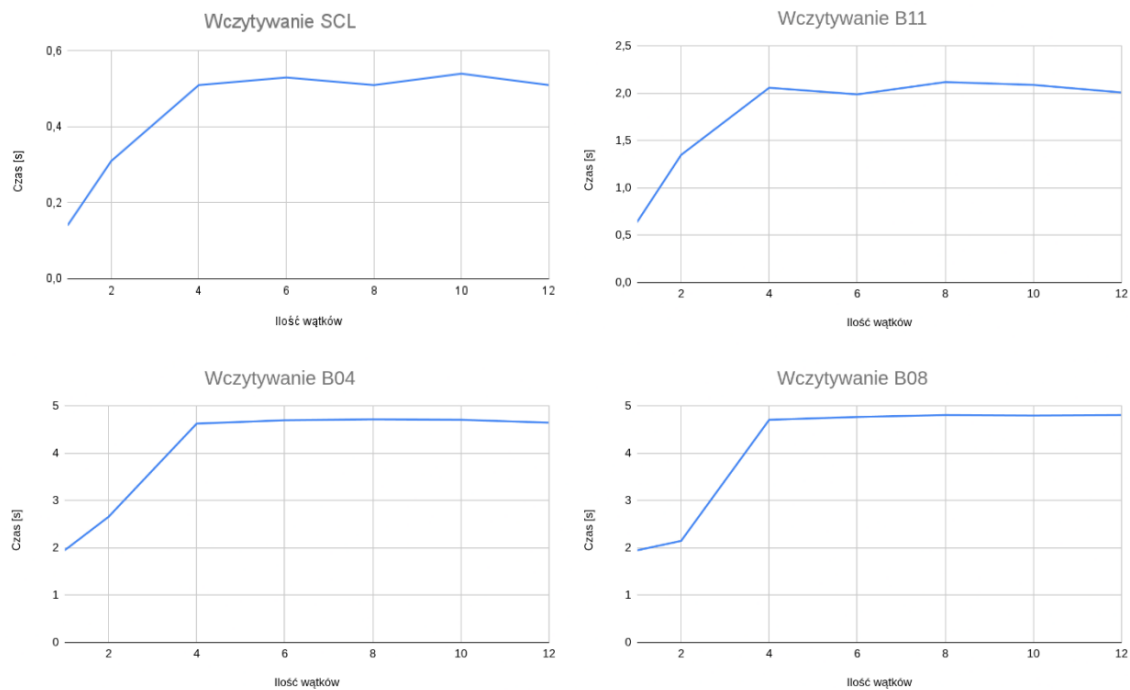 Wczytywanie SCL
0,6
0,4
0,2
0,0
Czas [s]
2 4 6 8 10 12
Ilość wątków
Wczytywanie B11
2,5
2,0
1,5
1,0
0,5
0,0
Czas [s]
2 4 6 8 10 12
Ilość wątków
Wczytywanie B04
5
4
3
2
1
0
Czas [s]
2 4 6 8 10 12
Ilość wątków
Wczytywanie B08
5
4
3
2
1
0
Czas [s]
2 4 6 8 10 12
Ilość wątków